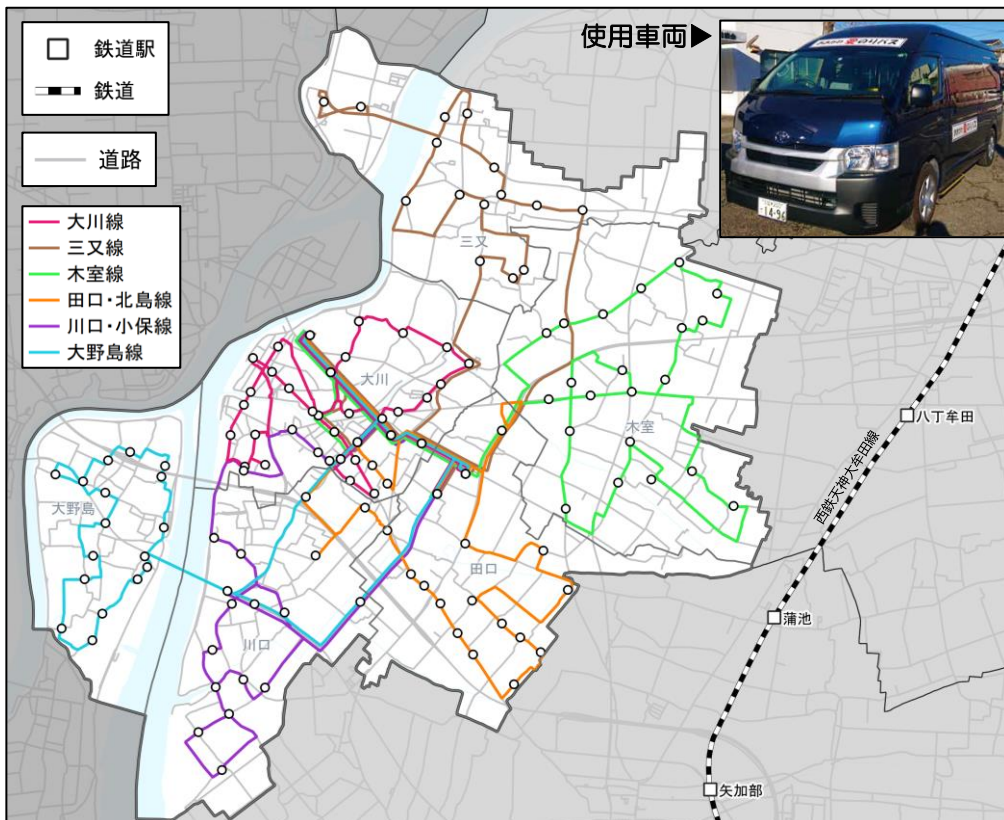 鉄道駅
鉄道
道路
大川線
三又線
木室線
田口・北島線
川口・小保線
大野島線
使用車両▶
14-96
三又
大川
木室
大野島
田口
川口
八丁牟田
西鉄天神大牟田線
蒲池
矢加部